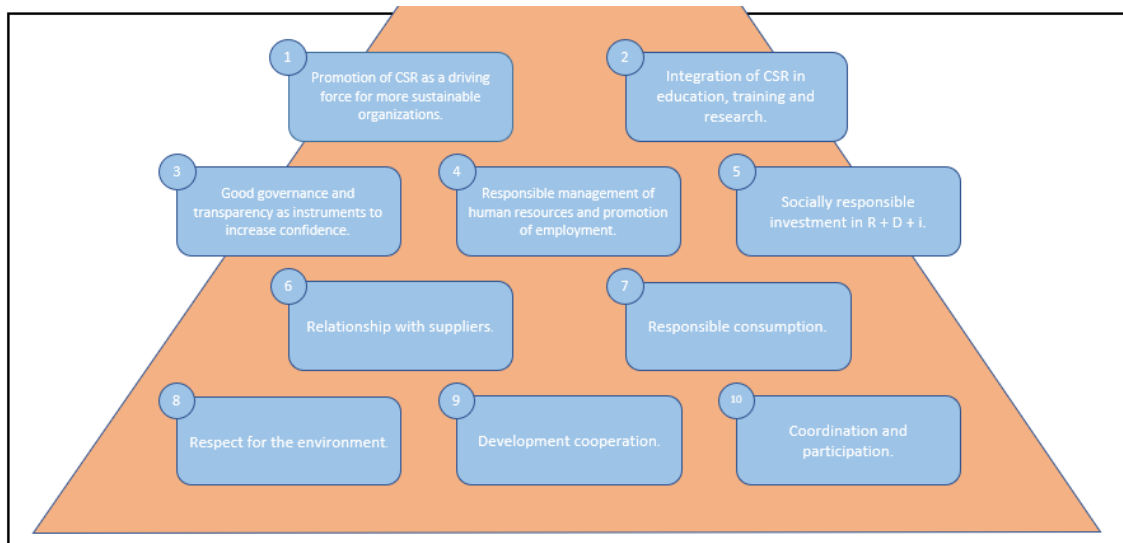 1
Promotion of CSR as a driving
force for more sustainable
organizations.
2
Integration of CSR in
education, training and
research.
3
Good governance and
transparency as instruments to
increase confidence.
4
Responsible management of
human resources and promotion
of employment.
5
Socially responsible
investment in R + D + i.
6
Relationship with suppliers.
7
Responsible consumption.
8
Respect for the environment.
9
Development cooperation.
10
Coordination and
participation.